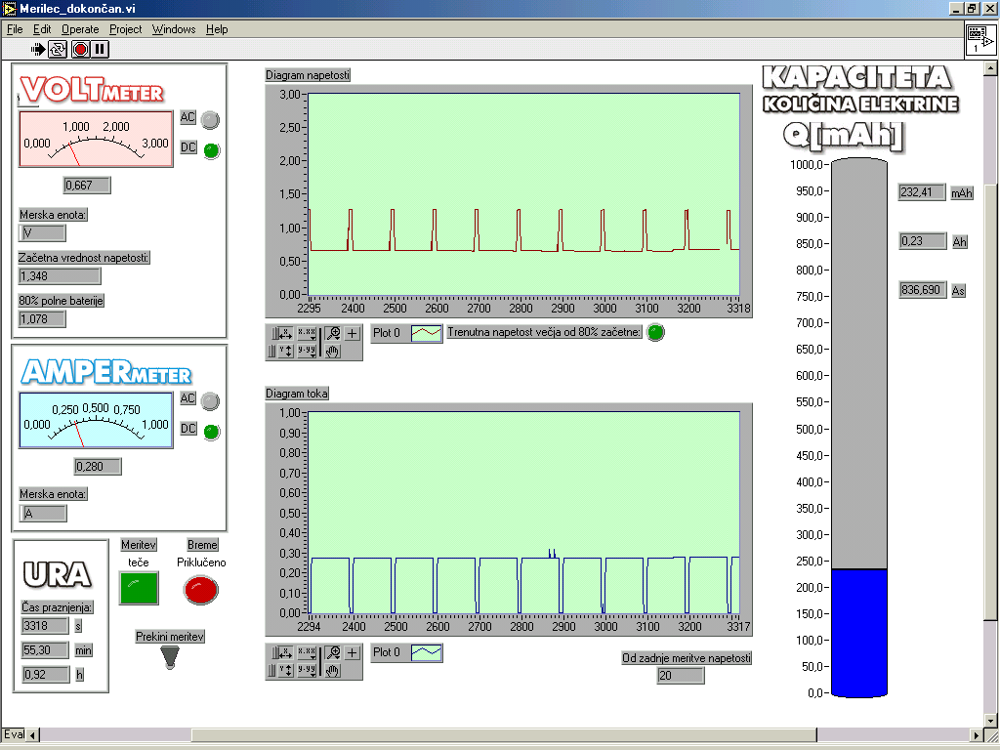 Merilec_dokončan.vi
File Edit Operate Project Windows Help
1
VOLTMETER
0,000 1,000 2,000 3,000
AC
DC
0,667
Merska enota:
V
Začetna vrednost napetosti:
1,348
80% polne baterije
1,078
AMPERMETER
0,000 0,250 0,500 0,750 1,000
AC
DC
0,280
Merska enota:
A
URA
Čas praznjenja:
3318 s
55,30 min
0,92 h
Meritev
teče
Breme
Priključeno
Prekini meritev
Diagram napetosti
3,00
2,50
2,00
1,50
1,00
0,50
0,00
2295 2400 2500 2600 2700 2800 2900 3000 3100 3200 3318
X X.XX
Y Y.YY
Plot 0
Trenutna napetost večja od 80% začetne:
Diagram toka
1,00
0,90
0,80
0,70
0,60
0,50
0,40
0,30
0,20
0,10
0,00
2294 2400 2500 2600 2700 2800 2900 3000 3100 3200 3317
X X.XX
Y Y.YY
Plot 0
Od zadnje meritve napetosti
20
KAPACITETA
KOLIČINA ELEKTRINE
Q[mAh]
1000,0
950,0
900,0
850,0
800,0
750,0
700,0
650,0
600,0
550,0
500,0
450,0
400,0
350,0
300,0
250,0
200,0
150,0
100,0
50,0
0,0
232,41 mAh
0,23 Ah
836,690 As
Eval